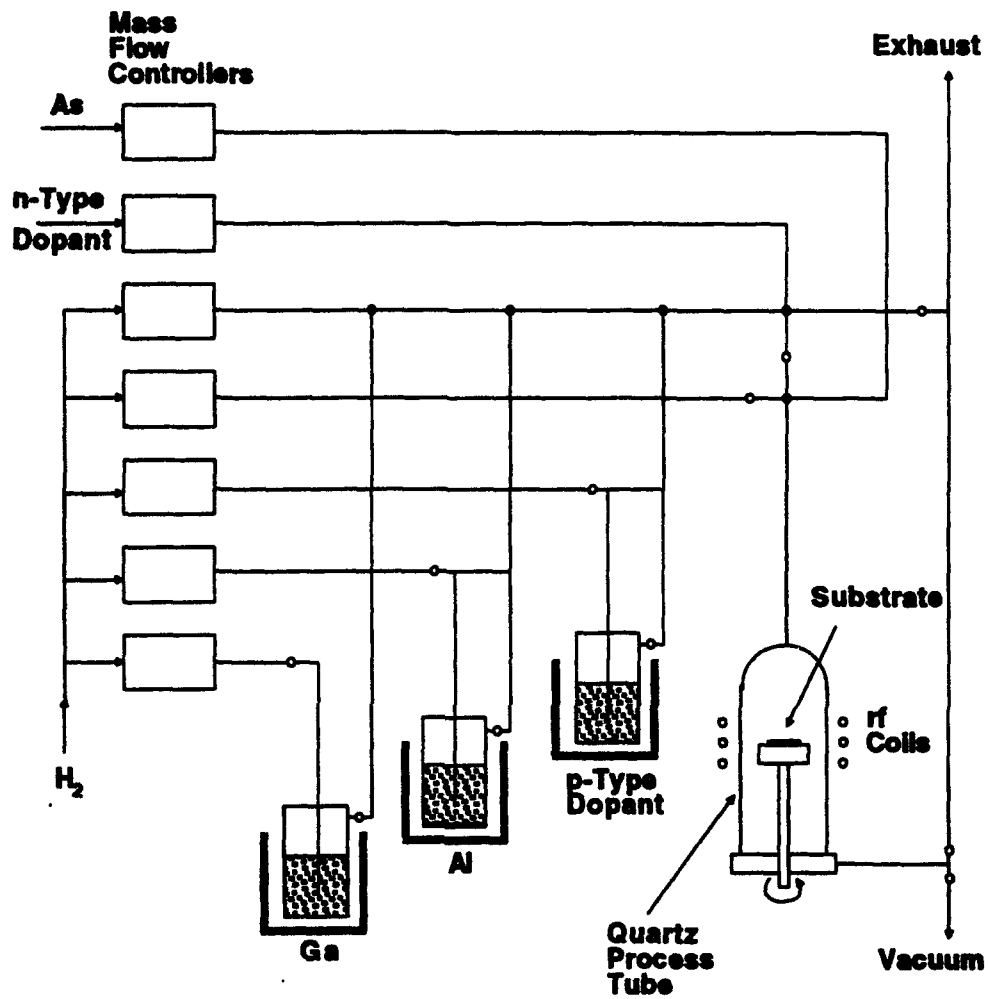 Mass
Flow
Controllers
Exhaust
As
n-Type
Dopant
Substrate
rf
Coils
H2
p-Type
Dopant
Al
Ga
Quartz
Process
Tube
Vacuum